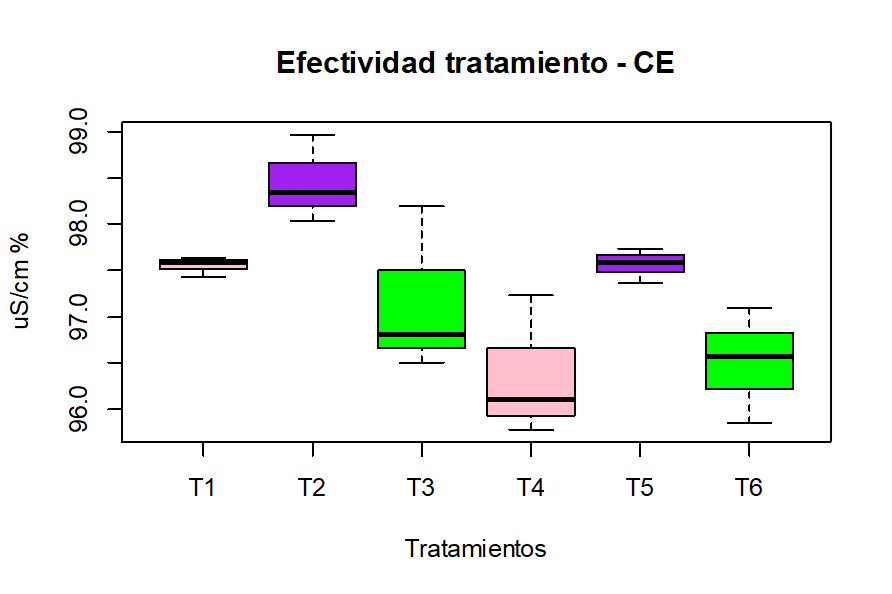 Efectividad tratamiento - CE
uS/cm %
99.0
98.0
97.0
96.0
T1 T2 T3 T4 T5 T6
Tratamientos